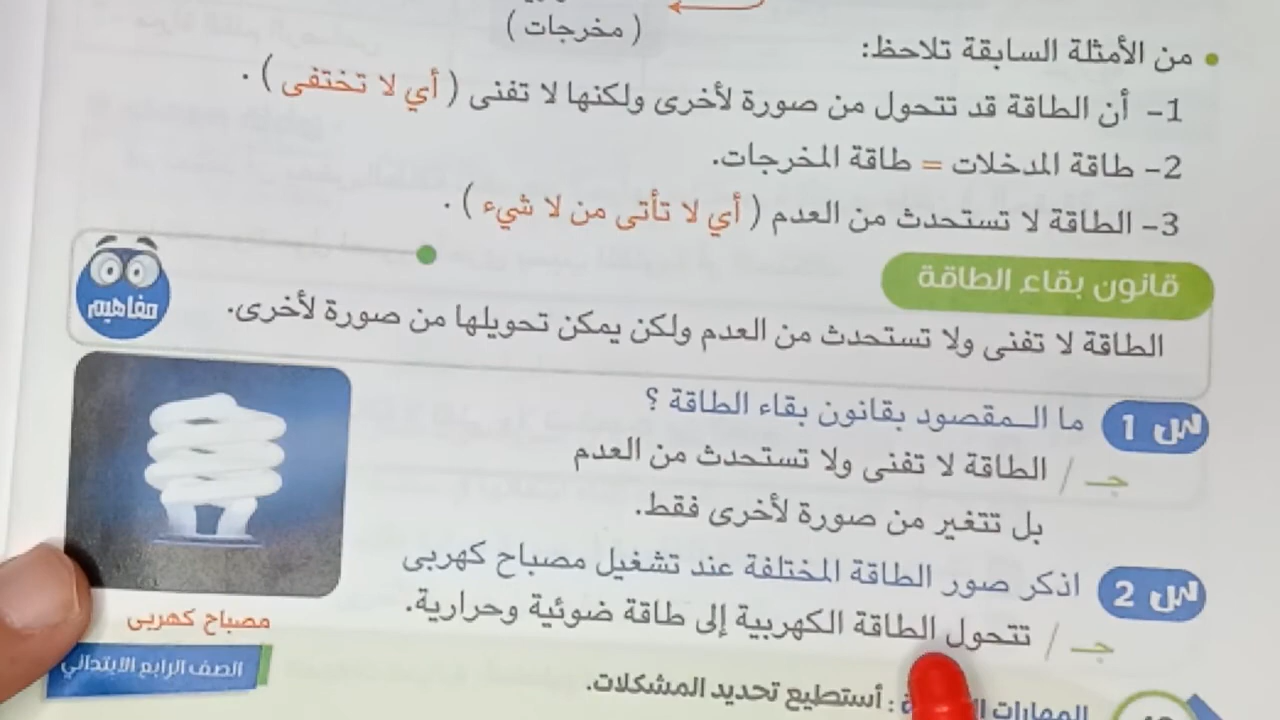 ( مخرجات )
• من الأمثلة السابقة تلاحظ:
1- أن الطاقة قد تتحول من صورة لأخرى ولكنها لا تفنى ( أي لا تختفى ) .
2- طاقة المدخلات = طاقة المخرجات.
3- الطاقة لا تستحدث من العدم ( أي لا تأتى من لا شيء ) .
قانون بقاء الطاقة
مفاهيم
الطاقة لا تفنى ولا تستحدث من العدم ولكن يمكن تحويلها من صورة لأخرى.
س 1 ما الـمقصود بقانون بقاء الطاقة ؟
جـ / الطاقة لا تفنى ولا تستحدث من العدم
بل تتغير من صورة لأخرى فقط.
س 2 اذكر صور الطاقة المختلفة عند تشغيل مصباح كهربى
جـ / تتحول الطاقة الكهربية إلى طاقة ضوئية وحرارية.
مصباح كهربى
الصف الرابع الابتدائي
المهارات : أستطيع تحديد المشكلات.